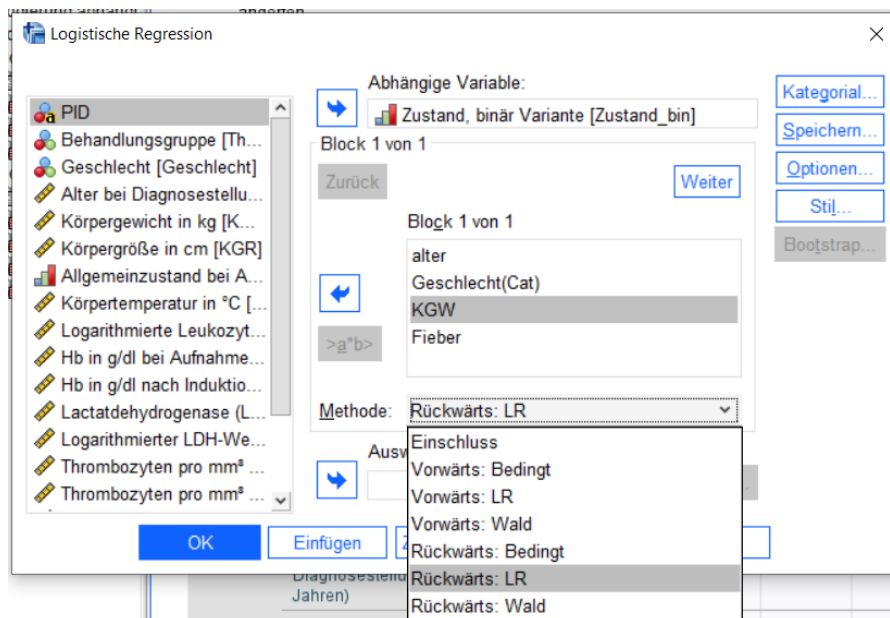 Logistische Regression
PID
Behandlungsgruppe [Th...
Geschlecht [Geschlecht]
Alter bei Diagnosestellu...
Körpergewicht in kg [K...
Körpergröße in cm [KGR]
Allgemeinzustand bei A...
Körpertemperatur in °C [...
Logarithmierte Leukozyt...
Hb in g/dl bei Aufnahme...
Hb in g/dl nach Induktio...
Lactatdehydrogenase (L...
Logarithmierter LDH-We...
Thrombozyten pro mm³ ...
Thrombozyten pro mm³ ...
Abhängige Variable:
Zustand, binär Variante [Zustand_bin]
Block 1 von 1
Zurück
Weiter
Block 1 von 1
alter
Geschlecht(Cat)
KGW
Fieber
>a*b>
Methode:
Rückwärts: LR
Einschluss
Vorwärts: Bedingt
Vorwärts: LR
Vorwärts: Wald
Rückwärts: Bedingt
Rückwärts: LR
Rückwärts: Wald
Kategorial...
Speichern...
Optionen...
Stil...
Bootstrap...
OK
Einfügen
Jahren)